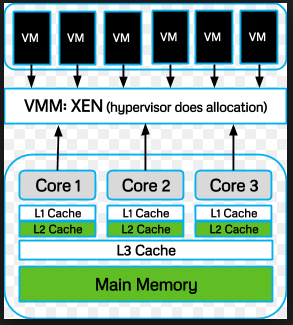 VM VM VM VM VM VM
VMM: XEN (hypervisor does allocation)
Core 1 Core 2 Core 3
L1 Cache L1 Cache L1 Cache
L2 Cache L2 Cache L2 Cache
L3 Cache
Main Memory